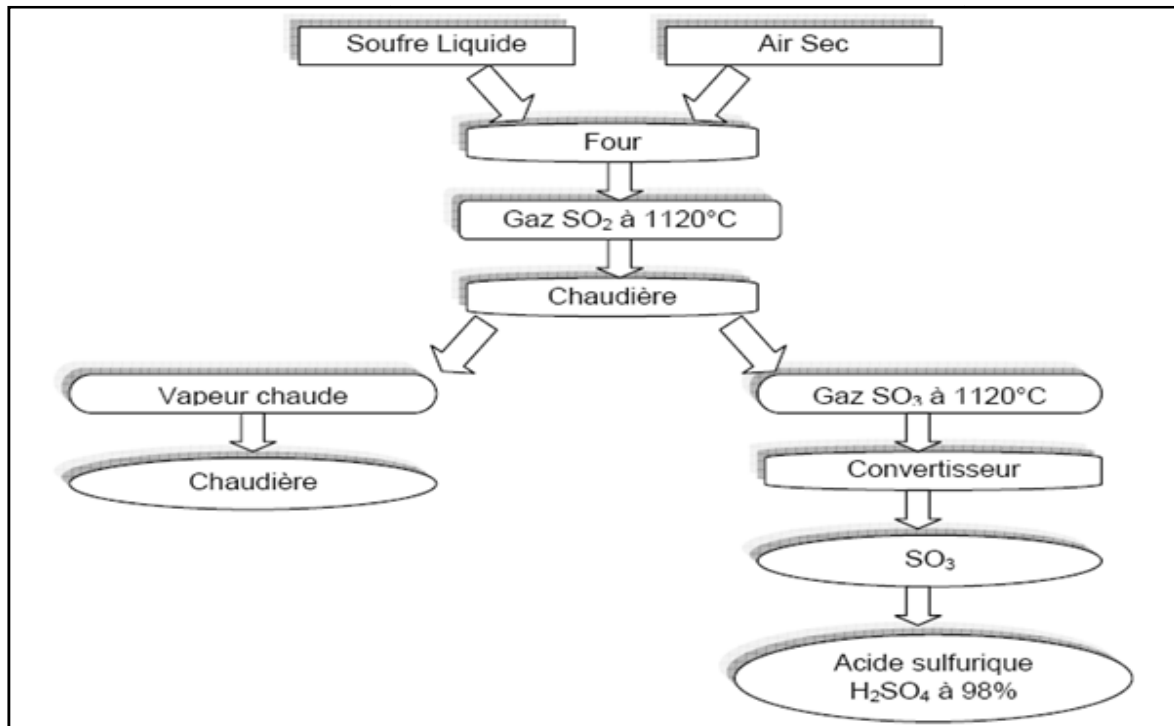 Soufre Liquide
Air Sec
Four
Gaz SO₂ à 1120°C
Chaudière
Vapeur chaude
Gaz SO₃ à 1120°C
Chaudière
Convertisseur
SO₃
Acide sulfurique
H₂SO₄ à 98%